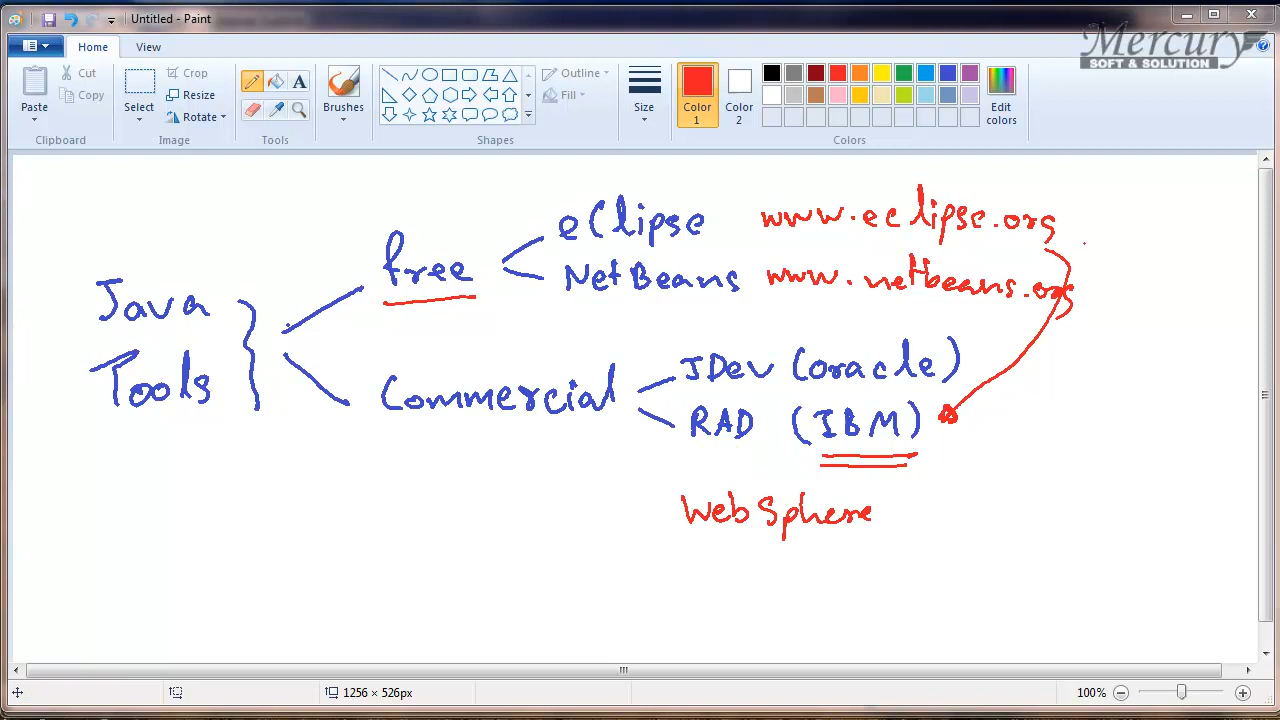 Untitled - Paint
Mercury
SOFT & SOLUTION
Home View
Paste
Cut
Copy
Clipboard
Select
Crop
Resize
Rotate
Image
A
Tools
Brushes
Outline
Fill
Shapes
Size
Color 1
Color 2
Edit colors
Colors
Java Tools
free
eClipse www.eclipse.org
NetBeans www.netbeans.org
Commercial
JDev (oracle)
RAD (IBM)
WebSphere
1256 × 526px
100%